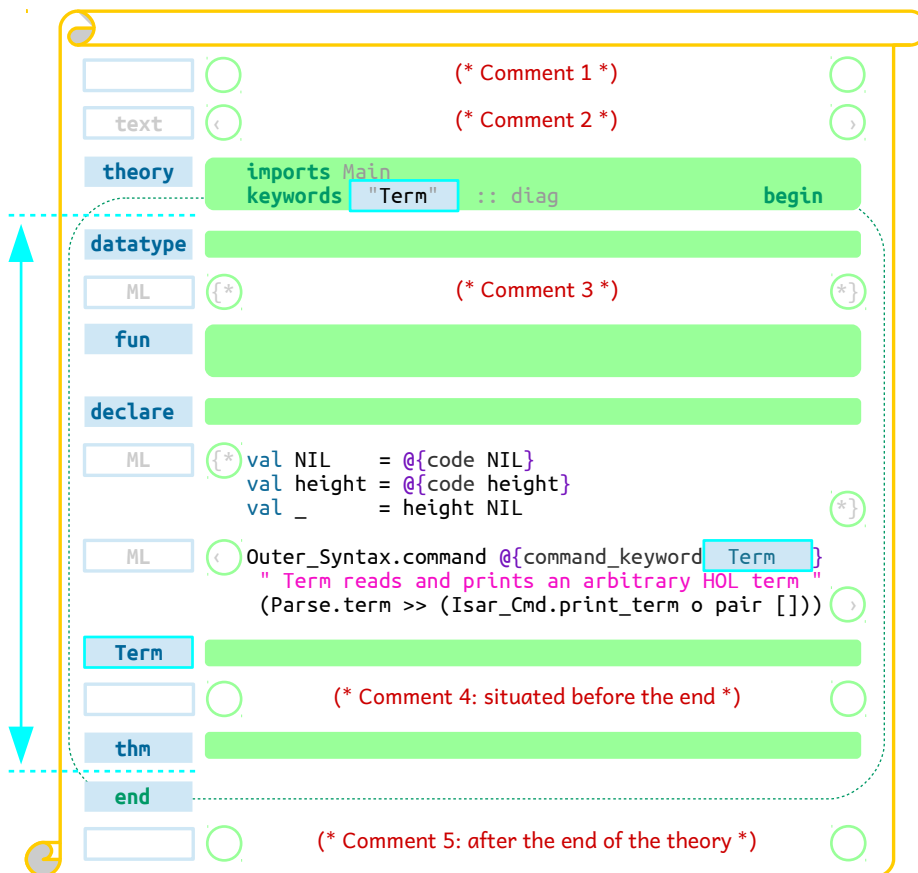 (* Comment 1 *)
text ‹ (* Comment 2 *) ›
theory imports Main
keywords "Term" :: diag begin
datatype
ML {* (* Comment 3 *) *}
fun
declare
ML {* val NIL = @{code NIL}
val height = @{code height}
val _ = height NIL *}
ML ‹ Outer_Syntax.command @{command_keyword Term }
" Term reads and prints an arbitrary HOL term "
(Parse.term >> (Isar_Cmd.print_term o pair [])) ›
Term
(* Comment 4: situated before the end *)
thm
end
(* Comment 5: after the end of the theory *)